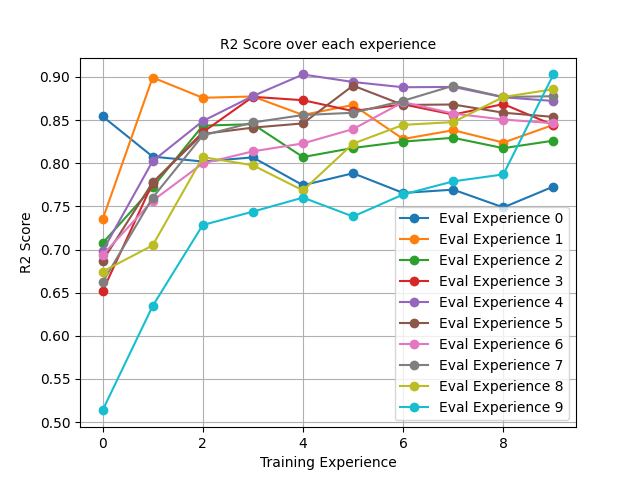 R2 Score over each experience
0.90
0.85
0.80
0.75
0.70
0.65
0.60
0.55
0.50
R2 Score
0 2 4 6 8
Training Experience
Eval Experience 0
Eval Experience 1
Eval Experience 2
Eval Experience 3
Eval Experience 4
Eval Experience 5
Eval Experience 6
Eval Experience 7
Eval Experience 8
Eval Experience 9